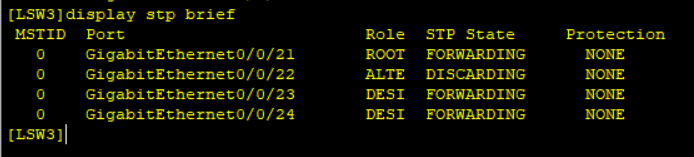 [LSW3]display stp brief
MSTID  Port                        Role  STP State     Protection
0    GigabitEthernet0/0/21       ROOT  FORWARDING      NONE
0    GigabitEthernet0/0/22       ALTE  DISCARDING      NONE
0    GigabitEthernet0/0/23       DESI  FORWARDING      NONE
0    GigabitEthernet0/0/24       DESI  FORWARDING      NONE
[LSW3]